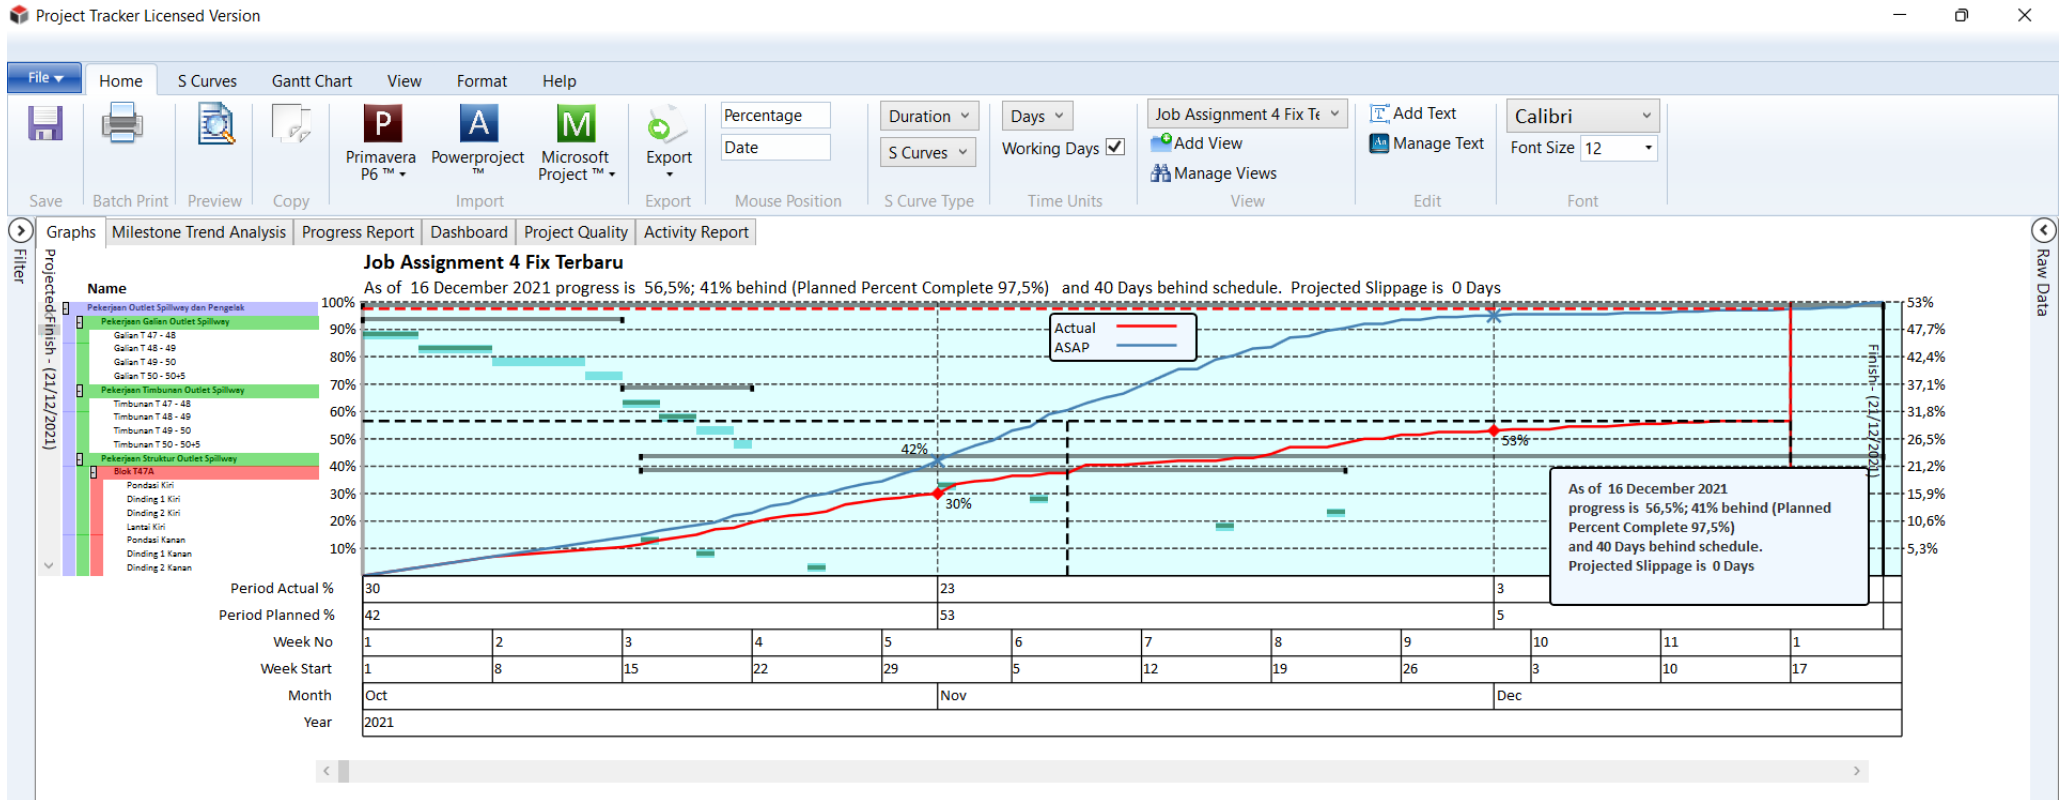 Project Tracker Licensed Version
File Home S Curves Gantt Chart View Format Help
Percentage Duration Days Job Assignment 4 Fix Te Add Text Calibri
Date S Curves Working Days Add View Manage Text Font Size 12
Primavera P6 ™ Powerproject ™ Microsoft Project ™ Export Manage Views
Save Batch Print Preview Copy Import Export Mouse Position S Curve Type Time Units View Edit Font
Graphs Milestone Trend Analysis Progress Report Dashboard Project Quality Activity Report
Filter
Raw Data
Projected Finish - (21/12/2021)
Job Assignment 4 Fix Terbaru
As of 16 December 2021 progress is 56,5%; 41% behind (Planned Percent Complete 97,5%) and 40 Days behind schedule. Projected Slippage is 0 Days
Name
Pekerjaan Outlet Spillway dan Pengelak
Pekerjaan Galian Outlet Spillway
Galian T 47 - 48
Galian T 48 - 49
Galian T 49 - 50
Galian T 50 - 50+5
Pekerjaan Timbunan Outlet Spillway
Timbunan T 47 - 48
Timbunan T 48 - 49
Timbunan T 49 - 50
Timbunan T 50 - 50+5
Pekerjaan Struktur Outlet Spillway
Blok T47A
Pondasi Kiri
Dinding 1 Kiri
Dinding 2 Kiri
Lantai Kiri
Pondasi Kanan
Dinding 1 Kanan
Dinding 2 Kanan
100% 53%
90% 47,7%
80% 42,4%
70% 37,1%
60% 31,8%
50% 26,5%
40% 21,2%
30% 15,9%
20% 10,6%
10% 5,3%
Actual
ASAP
42%
30%
53%
Finish - (21/12/2021)
As of 16 December 2021
progress is 56,5%; 41% behind (Planned
Percent Complete 97,5%)
and 40 Days behind schedule.
Projected Slippage is 0 Days
Period Actual % 30 23 3
Period Planned % 42 53 5
Week No 1 2 3 4 5 6 7 8 9 10 11 1
Week Start 1 8 15 22 29 5 12 19 26 3 10 17
Month Oct Nov Dec
Year 2021